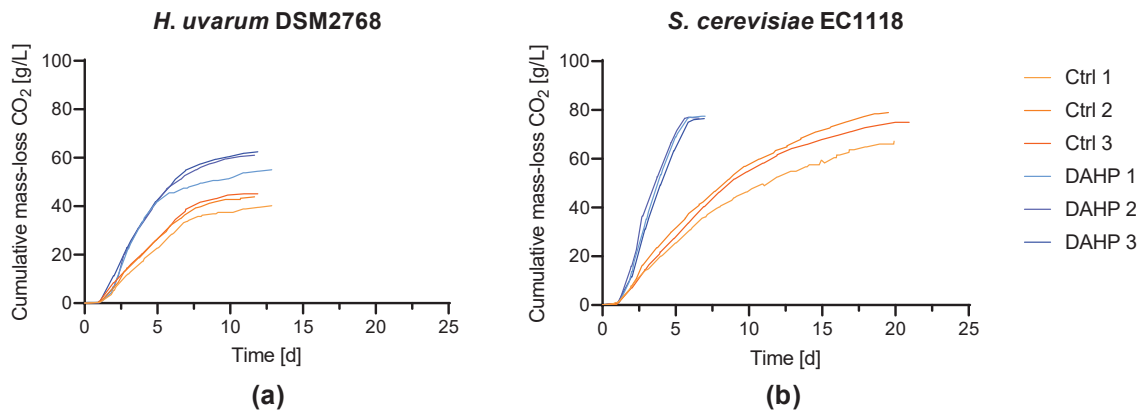 H. uvarum DSM2768
Cumulative mass-loss CO2 [g/L]
100
80
60
40
20
0
0 5 10 15 20 25
Time [d]
(a)
S. cerevisiae EC1118
Cumulative mass-loss CO2 [g/L]
100
80
60
40
20
0
0 5 10 15 20 25
Time [d]
(b)
Ctrl 1
Ctrl 2
Ctrl 3
DAHP 1
DAHP 2
DAHP 3